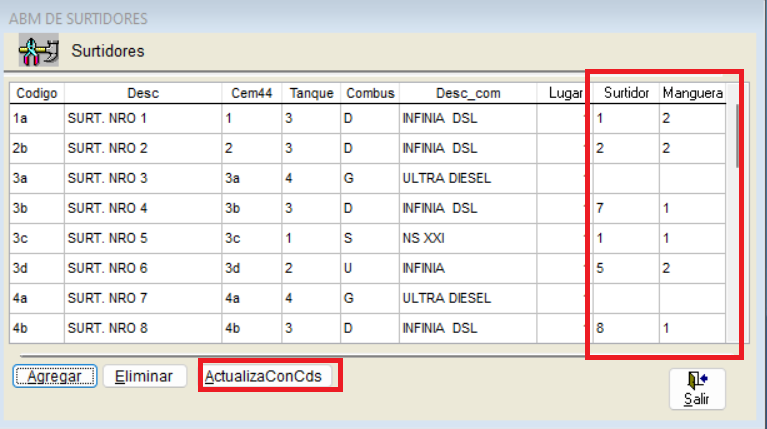 ABM DE SURTIDORES
Surtidores
Codigo Desc Cem44 Tanque Combus Desc_com Lugar Surtidor Manguera
1a SURT. NRO 1 1 3 D INFINIA DSL 1 2
2b SURT. NRO 2 2 3 D INFINIA DSL 2 2
3a SURT. NRO 3 3a 4 G ULTRA DIESEL
3b SURT. NRO 4 3b 3 D INFINIA DSL 7 1
3c SURT. NRO 5 3c 1 S NS XXI 1 1
3d SURT. NRO 6 3d 2 U INFINIA 5 2
4a SURT. NRO 7 4a 4 G ULTRA DIESEL
4b SURT. NRO 8 4b 3 D INFINIA DSL 8 1
Agregar Eliminar ActualizaConCds
Salir